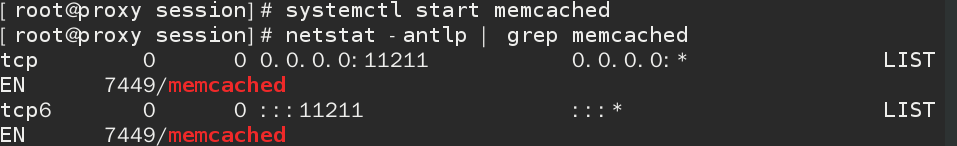 [ root@proxy session]# systemctl start memcached
[ root@proxy session]# netstat -antlp | grep memcached
tcp        0      0 0.0.0.0:11211           0.0.0.0:*               LIST
EN      7449/memcached
tcp6       0      0 :::11211                :::*                    LIST
EN      7449/memcached